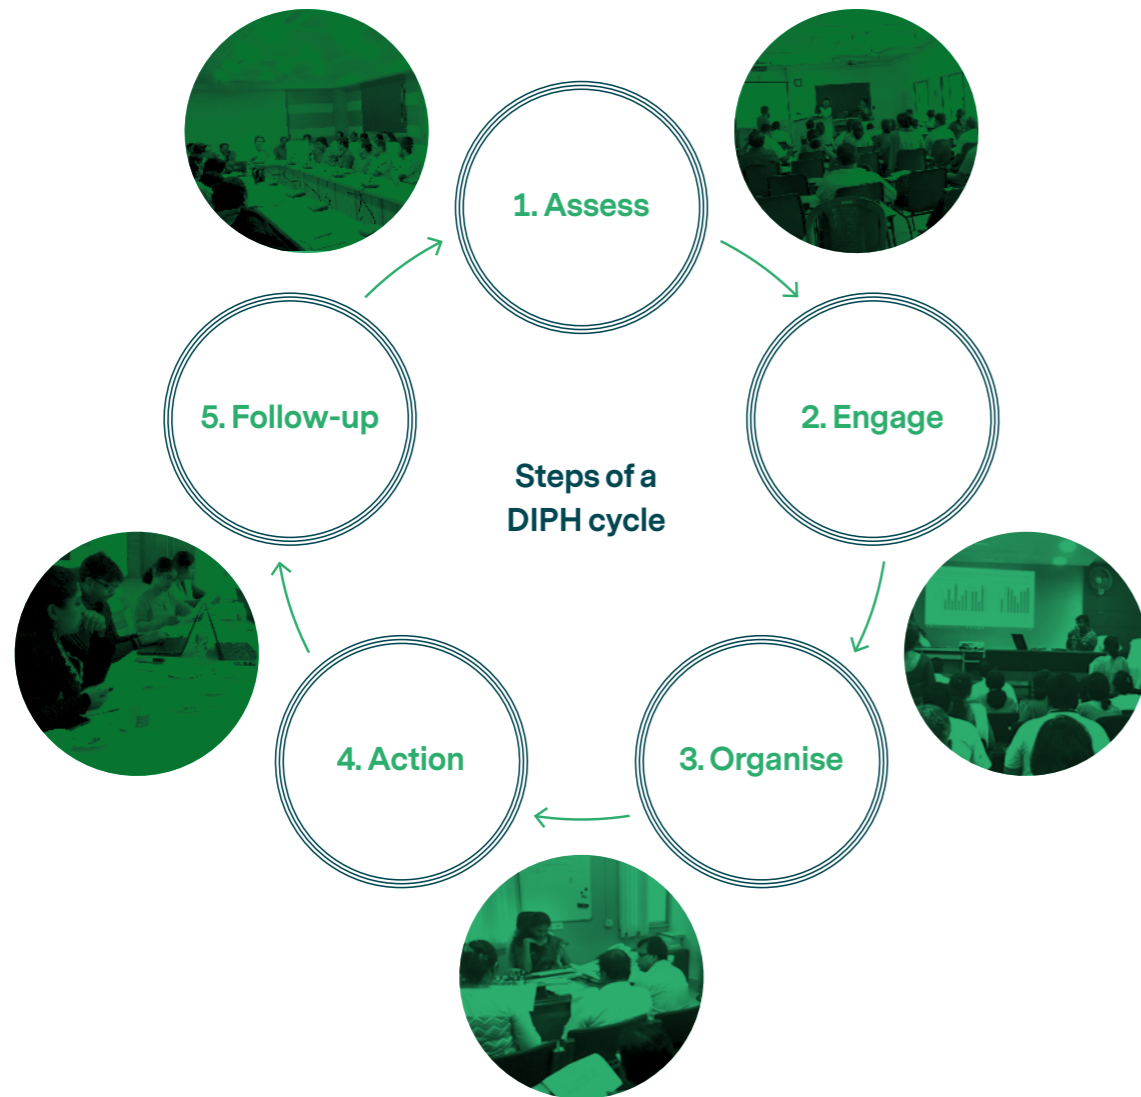 1. Assess
2. Engage
3. Organise
4. Action
5. Follow-up
Steps of a
DIPH cycle